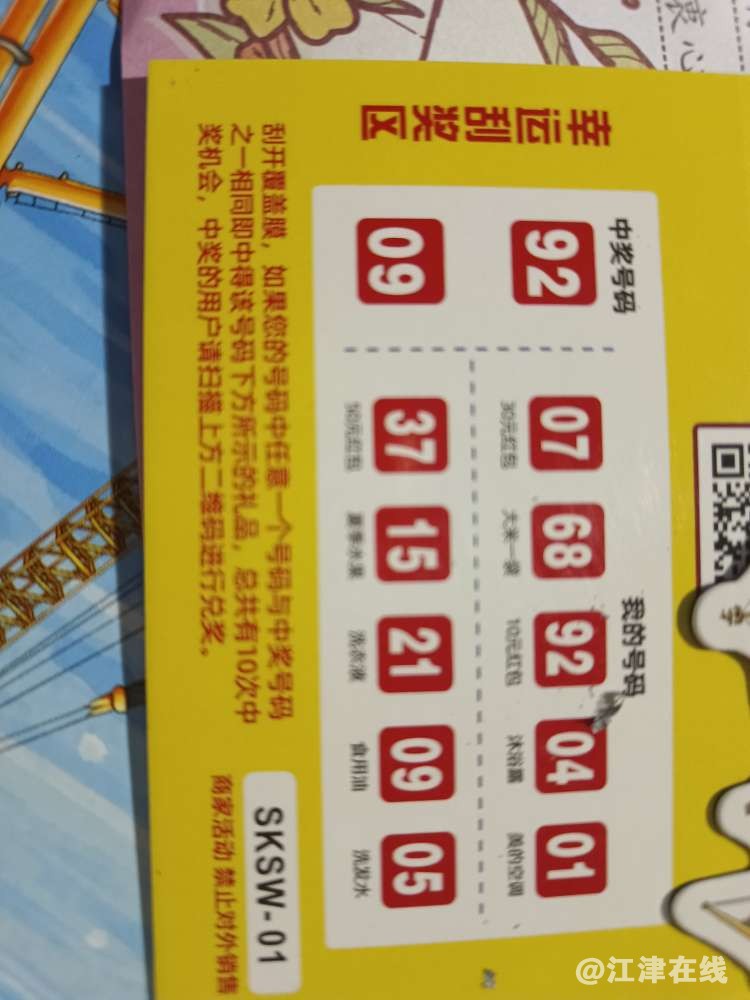 幸运刮奖区
中奖号码
92
09
我的号码
07
68
92
04
01
30元红包
大米一袋
10元红包
沐浴露
美的空调
37
15
21
09
05
50元红包
夏季水果
洗衣液
食用油
洗发水
刮开覆盖膜，如果您的号码中任意一个号码与中奖号码
之一相同即中得该号码下方所示的礼品，总共有10次中
奖机会，中奖的用户请扫描上方二维码进行兑奖。
SKSW-01
商家活动 禁止对外销售
@江津在线